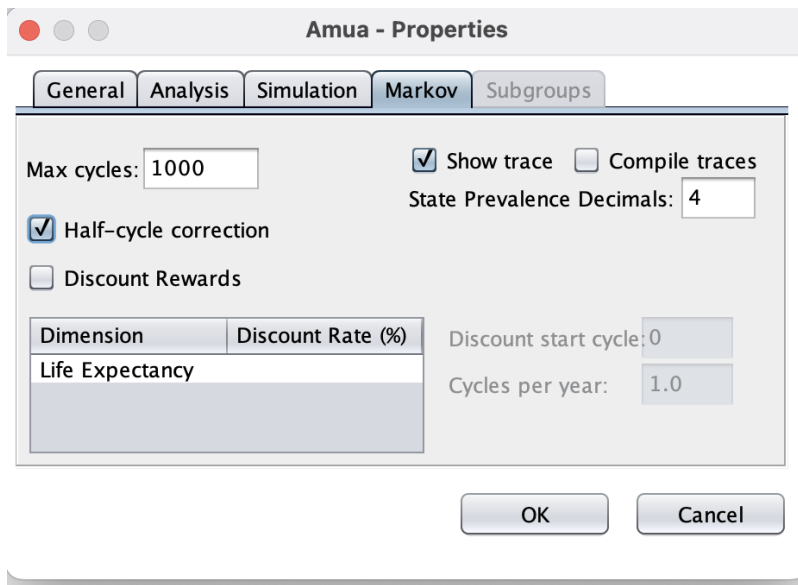 Amua - Properties
General Analysis Simulation Markov Subgroups
Max cycles: 1000
Show trace Compile traces
State Prevalence Decimals: 4
Half-cycle correction
Discount Rewards
Dimension Discount Rate (%)
Life Expectancy
Discount start cycle: 0
Cycles per year: 1.0
OK Cancel